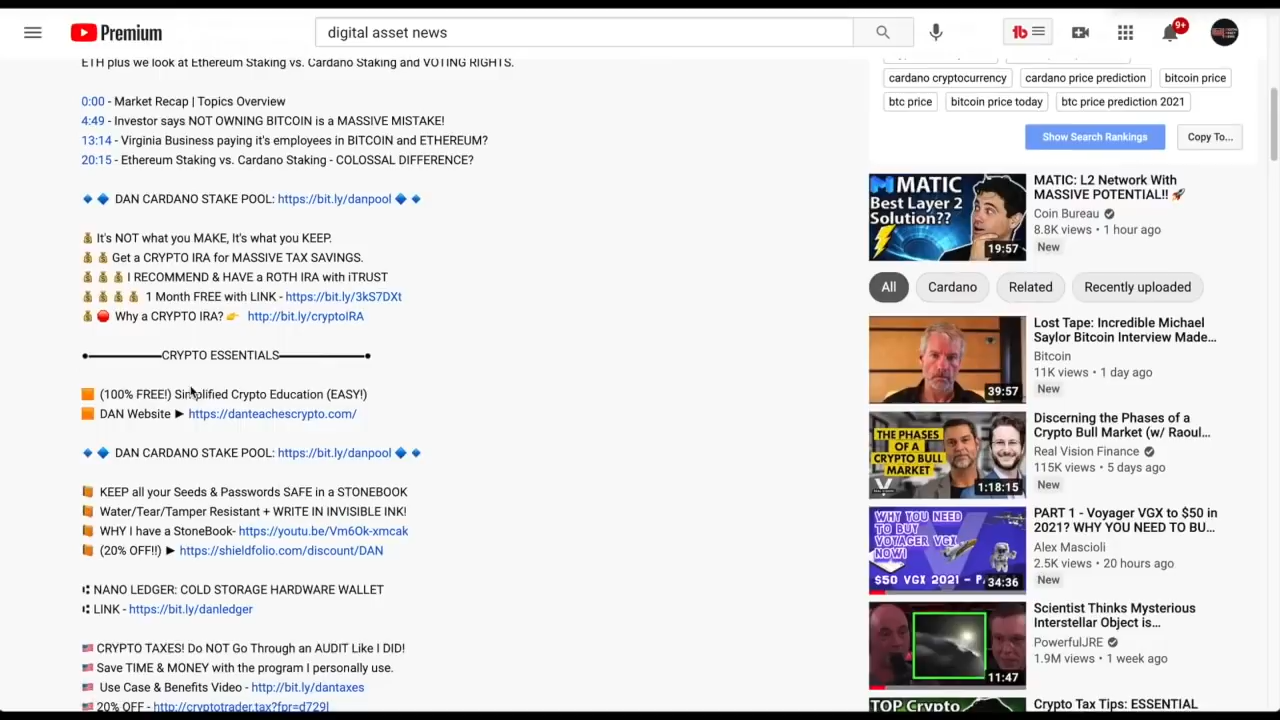 Premium
digital asset news
9+
ETH plus we look at Ethereum Staking vs. Cardano Staking and VOTING RIGHTS.
0:00 - Market Recap | Topics Overview
4:49 - Investor says NOT OWNING BITCOIN is a MASSIVE MISTAKE!
13:14 - Virginia Business paying it's employees in BITCOIN and ETHEREUM?
20:15 - Ethereum Staking vs. Cardano Staking - COLOSSAL DIFFERENCE?
🔹 🔷 DAN CARDANO STAKE POOL: https://bit.ly/danpool 🔷 🔹
💰 It's NOT what you MAKE, It's what you KEEP.
💰 💰 Get a CRYPTO IRA for MASSIVE TAX SAVINGS.
💰 💰 💰 I RECOMMEND & HAVE a ROTH IRA with iTRUST
💰 💰 💰 💰 1 Month FREE with LINK - https://bit.ly/3kS7DXt
💰 🔴 Why a CRYPTO IRA? 👉 http://bit.ly/cryptoIRA
●▬▬▬▬▬▬▬CRYPTO ESSENTIALS▬▬▬▬▬▬▬●
🟧 (100% FREE!) Simplified Crypto Education (EASY!)
🟧 DAN Website ► https://danteachescrypto.com/
🔹 🔷 DAN CARDANO STAKE POOL: https://bit.ly/danpool 🔷 🔹
📙 KEEP all your Seeds & Passwords SAFE in a STONEBOOK
📙 Water/Tear/Tamper Resistant + WRITE IN INVISIBLE INK!
📙 WHY I have a StoneBook- https://youtu.be/Vm6Ok-xmcak
📙 (20% OFF!!) ► https://shieldfolio.com/discount/DAN
⑆ NANO LEDGER: COLD STORAGE HARDWARE WALLET
⑆ LINK - https://bit.ly/danledger
🇺🇸 CRYPTO TAXES! Do NOT Go Through an AUDIT Like I DID!
🇺🇸 Save TIME & MONEY with the program I personally use.
🇺🇸 Use Case & Benefits Video - http://bit.ly/dantaxes
🇺🇸 20% OFF - http://cryptotrader.tax?fpr=d729l
cardano cryptocurrency
cardano price prediction
bitcoin price
btc price
bitcoin price today
btc price prediction 2021
Show Search Rankings
Copy To...
MATIC
Best Layer 2
Solution??
19:57
MATIC: L2 Network With
MASSIVE POTENTIAL!! 🚀
Coin Bureau
8.8K views • 1 hour ago
New
All
Cardano
Related
Recently uploaded
39:57
Lost Tape: Incredible Michael
Saylor Bitcoin Interview Made...
Bitcoin
11K views • 1 day ago
New
THE PHASES
OF A
CRYPTO BULL
MARKET
1:18:15
Discerning the Phases of a
Crypto Bull Market (w/ Raoul...
Real Vision Finance
115K views • 5 days ago
New
WHY YOU NEED
TO BUY
VOYAGER VGX
NOW!
$50 VGX 2021 - P
34:36
PART 1 - Voyager VGX to $50 in
2021? WHY YOU NEED TO BU...
Alex Mascioli
2.5K views • 20 hours ago
New
11:47
Scientist Thinks Mysterious
Interstellar Object is...
PowerfulJRE
1.9M views • 1 week ago
TOP Crypto
Crypto Tax Tips: ESSENTIAL